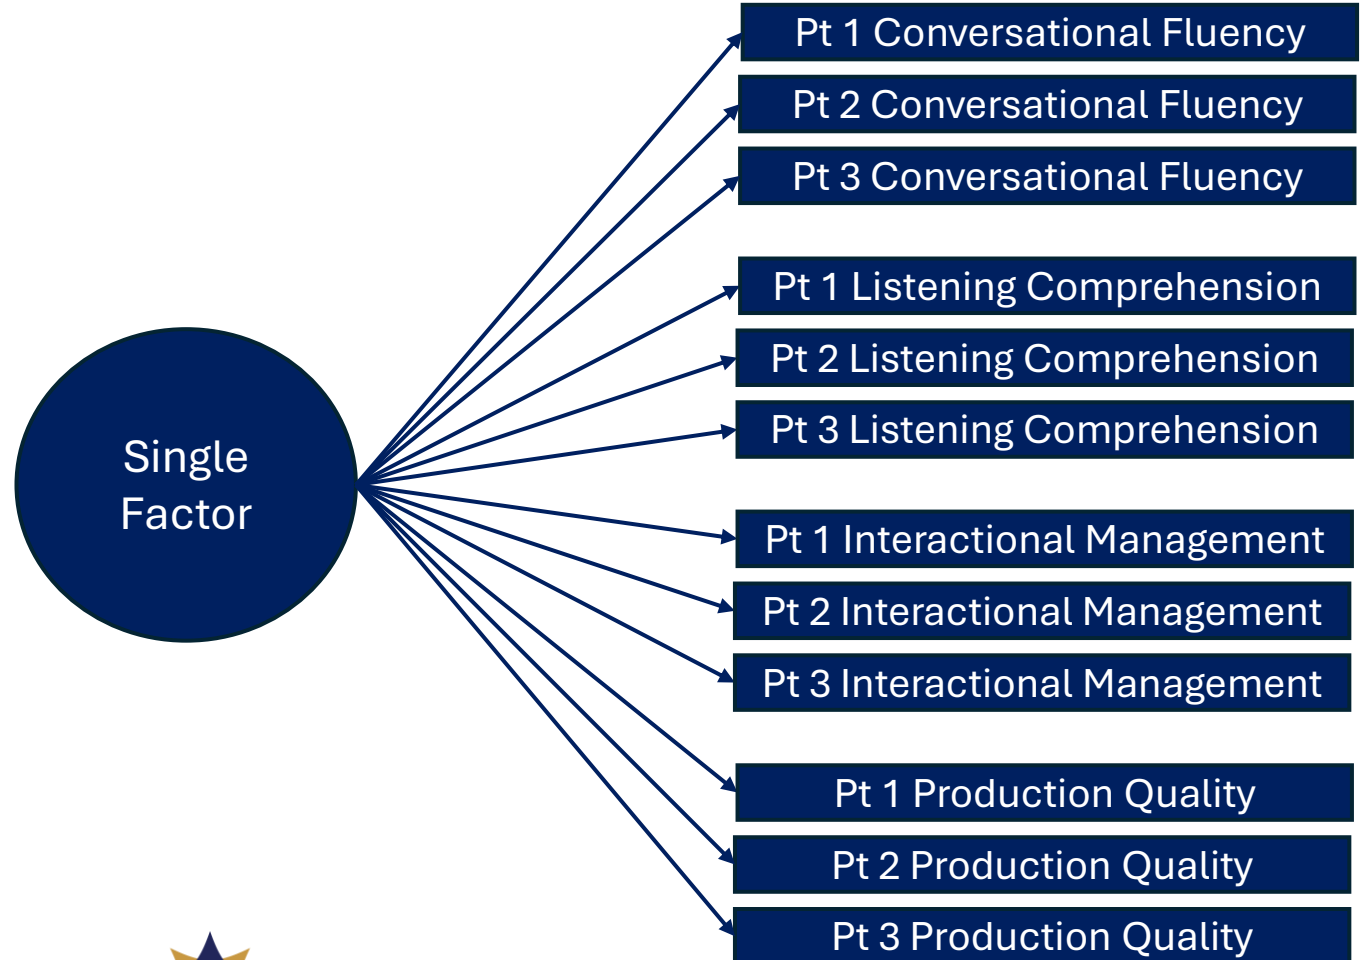 Pt 1 Conversational Fluency
Pt 2 Conversational Fluency
Pt 3 Conversational Fluency
Pt 1 Listening Comprehension
Pt 2 Listening Comprehension
Pt 3 Listening Comprehension
Single
Factor
Pt 1 Interactional Management
Pt 2 Interactional Management
Pt 3 Interactional Management
Pt 1 Production Quality
Pt 2 Production Quality
Pt 3 Production Quality